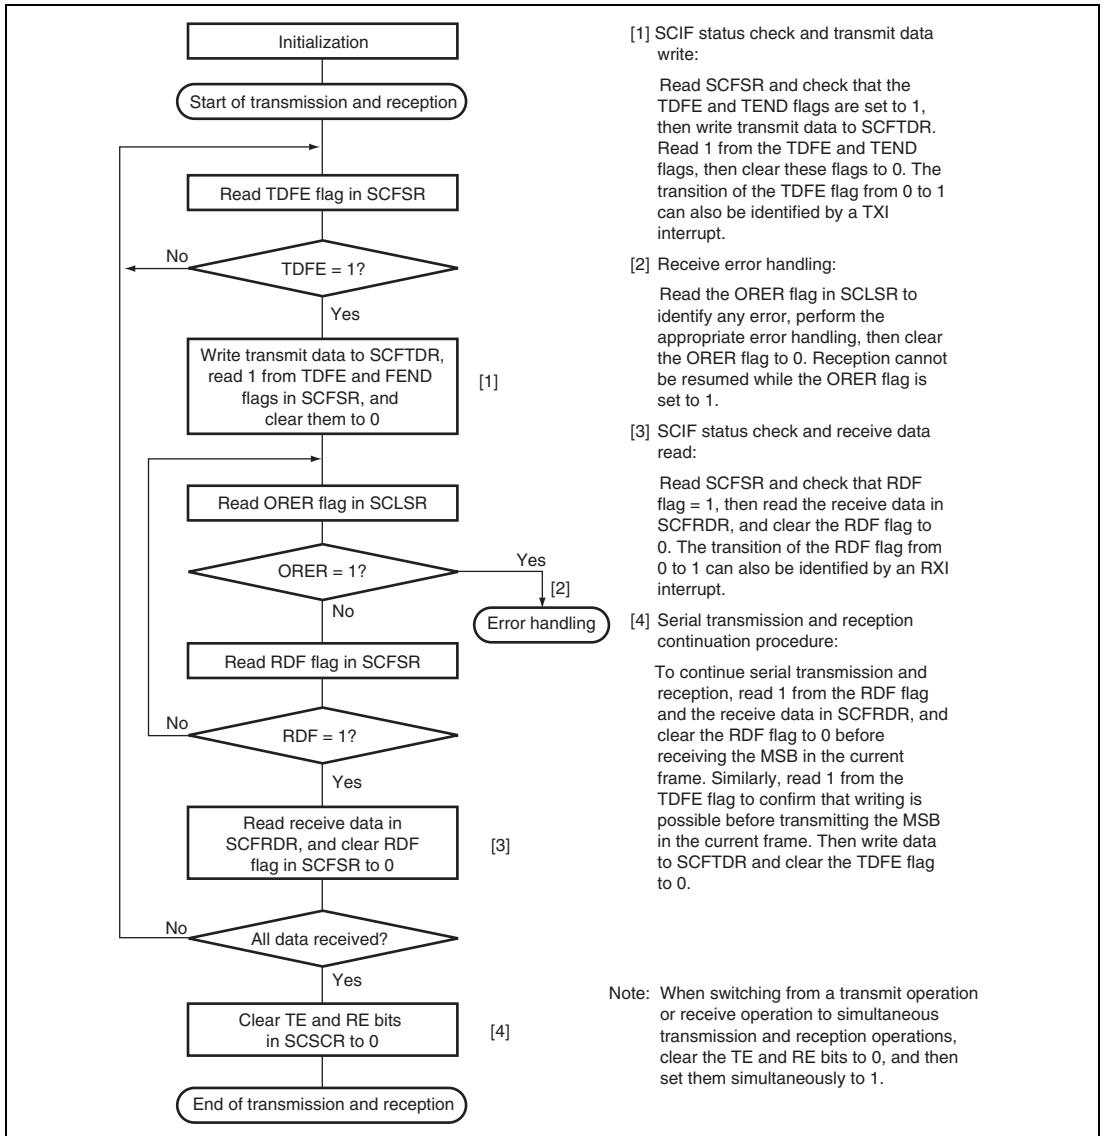 Initialization
Start of transmission and reception
Read TDFE flag in SCFSR
No
TDFE = 1?
Yes
Write transmit data to SCFTDR,
read 1 from TDFE and FEND
flags in SCFSR, and
clear them to 0
[1]
Read ORER flag in SCLSR
ORER = 1?
Yes
[2]
No
Error handling
Read RDF flag in SCFSR
No
RDF = 1?
Yes
Read receive data in
SCFRDR, and clear RDF
flag in SCFSR to 0
[3]
No
All data received?
Yes
Clear TE and RE bits
in SCSCR to 0
[4]
End of transmission and reception
[1] SCIF status check and transmit data
write:
Read SCFSR and check that the
TDFE and TEND flags are set to 1,
then write transmit data to SCFTDR.
Read 1 from the TDFE and TEND
flags, then clear these flags to 0. The
transition of the TDFE flag from 0 to 1
can also be identified by a TXI
interrupt.
[2] Receive error handling:
Read the ORER flag in SCLSR to
identify any error, perform the
appropriate error handling, then clear
the ORER flag to 0. Reception cannot
be resumed while the ORER flag is
set to 1.
[3] SCIF status check and receive data
read:
Read SCFSR and check that RDF
flag = 1, then read the receive data in
SCFRDR, and clear the RDF flag to
0. The transition of the RDF flag from
0 to 1 can also be identified by an RXI
interrupt.
[4] Serial transmission and reception
continuation procedure:
To continue serial transmission and
reception, read 1 from the RDF flag
and the receive data in SCFRDR, and
clear the RDF flag to 0 before
receiving the MSB in the current
frame. Similarly, read 1 from the
TDFE flag to confirm that writing is
possible before transmitting the MSB
in the current frame. Then write data
to SCFTDR and clear the TDFE flag
to 0.
Note: When switching from a transmit operation
or receive operation to simultaneous
transmission and reception operations,
clear the TE and RE bits to 0, and then
set them simultaneously to 1.